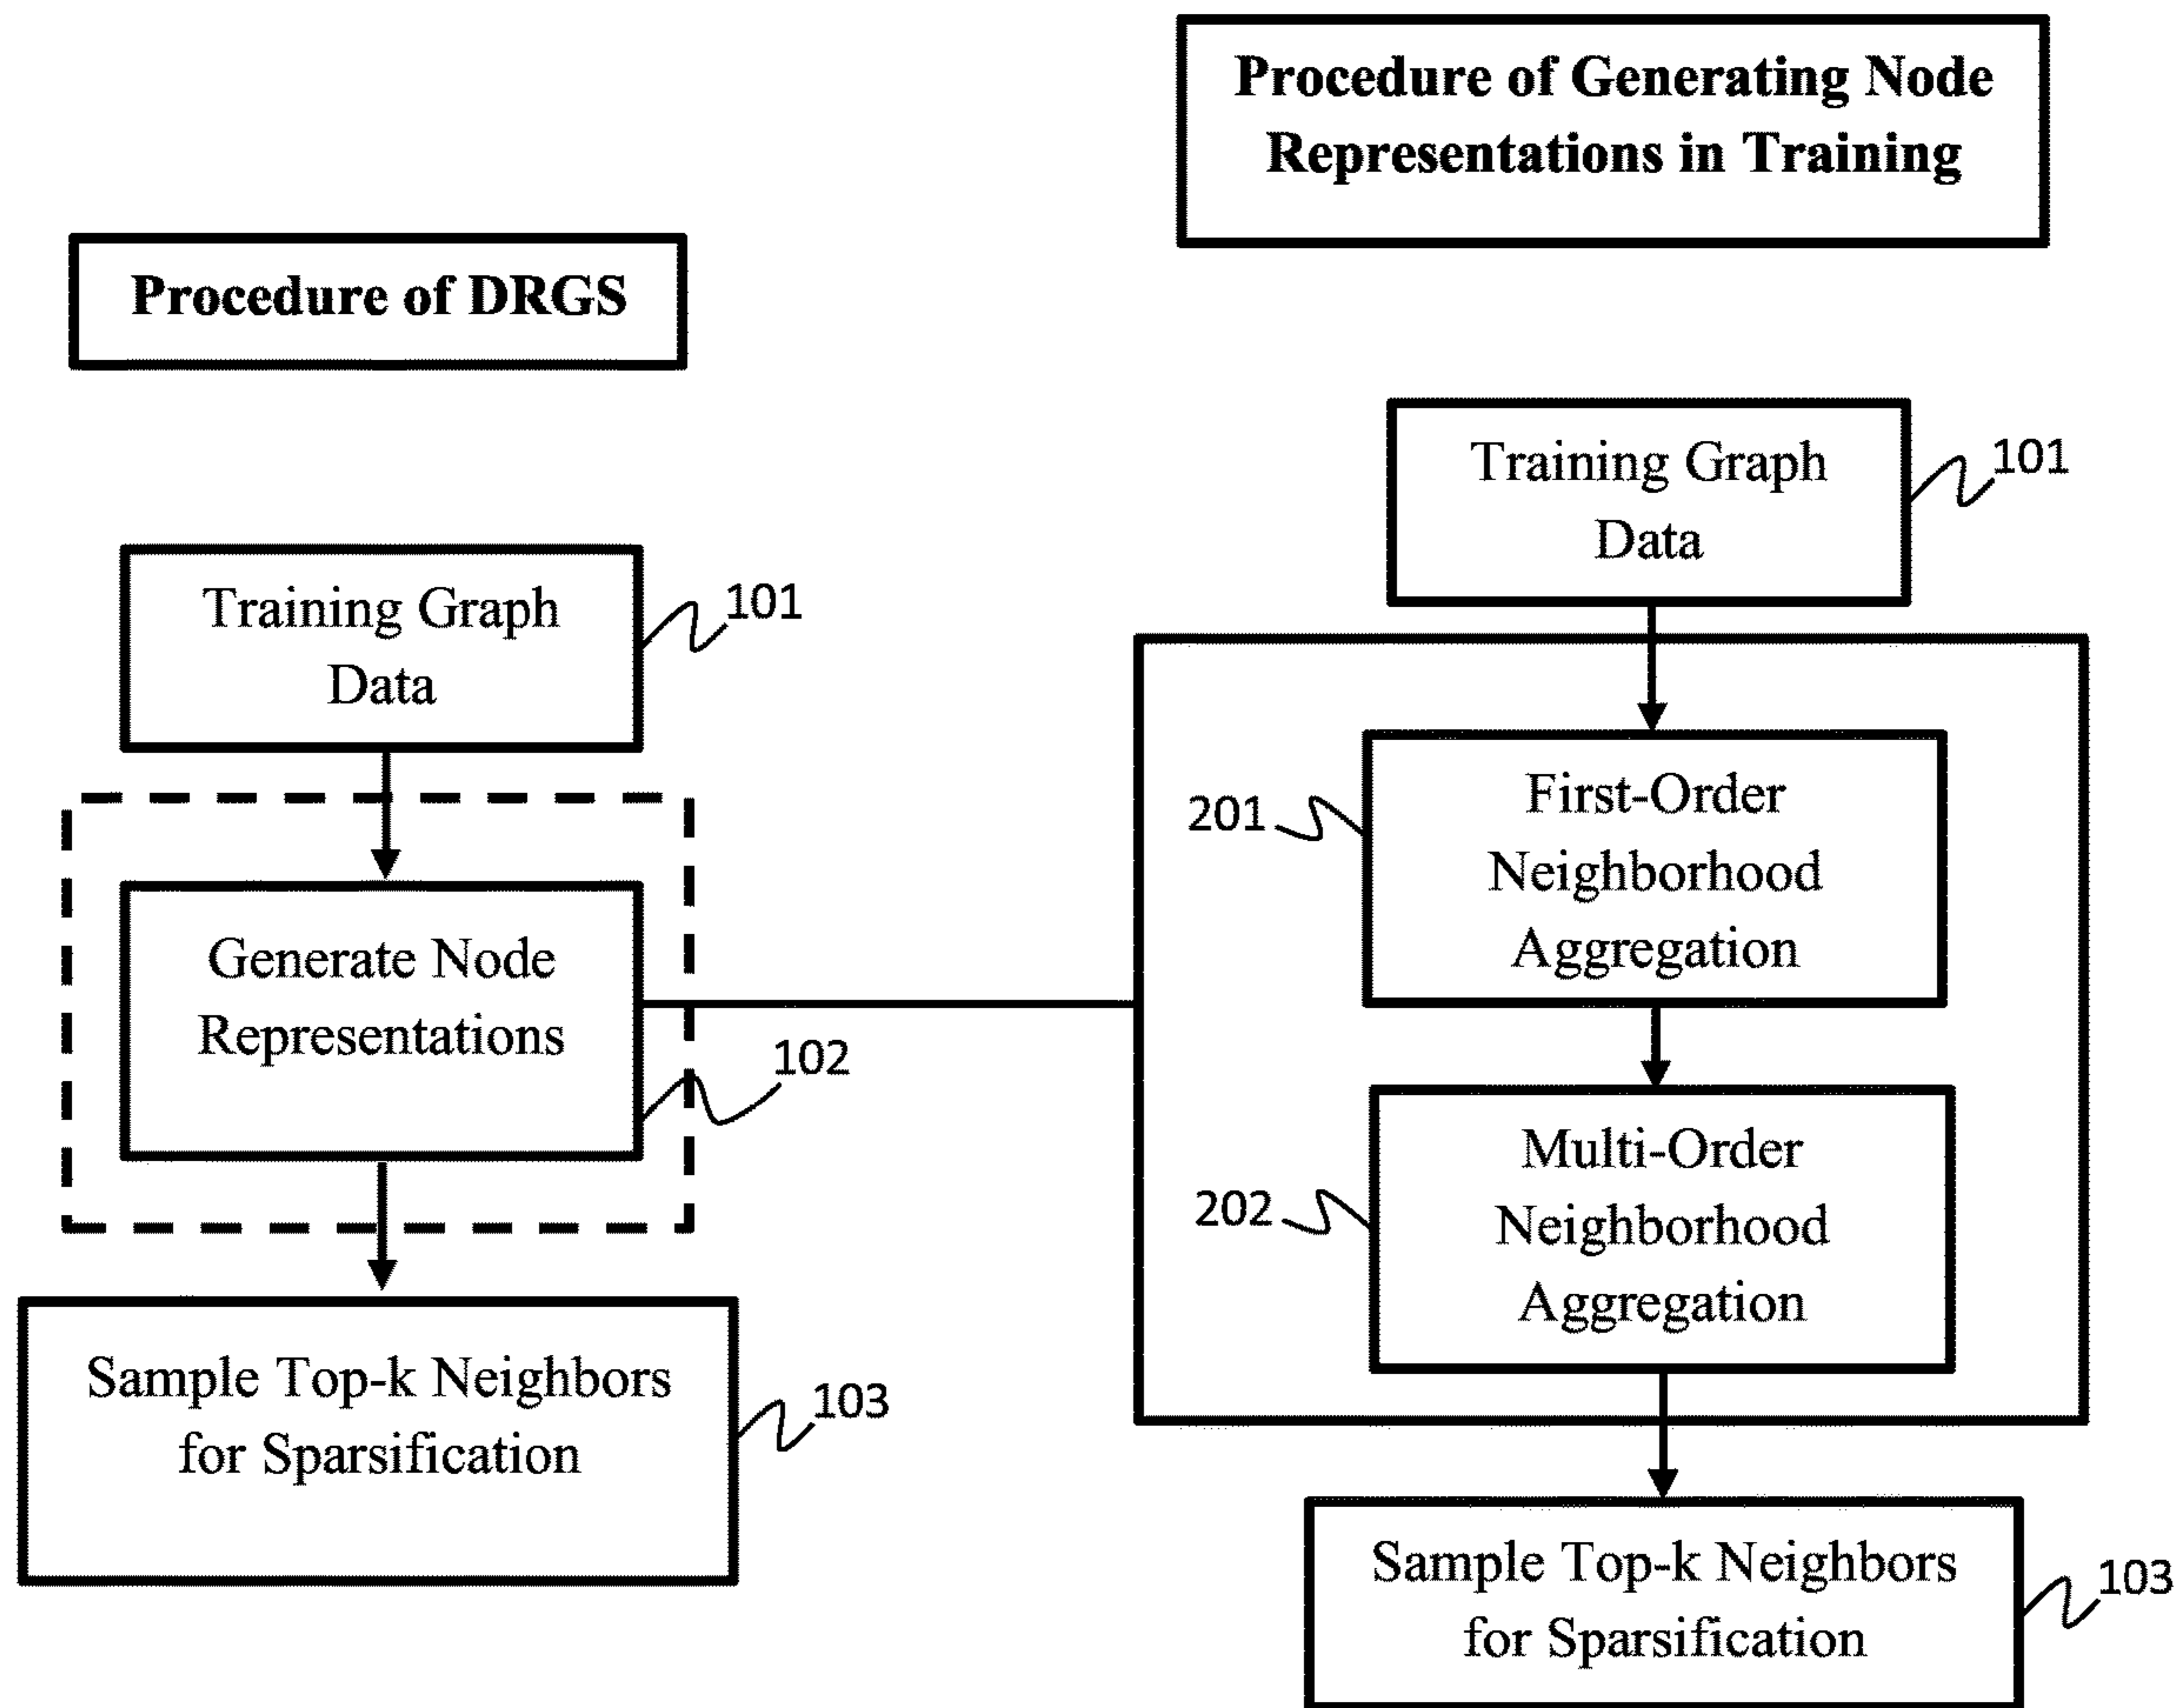 Procedure of DRGS
Training Graph
Data
101
Generate Node
Representations
102
Sample Top-k Neighbors
for Sparsification
103
Procedure of Generating Node
Representations in Training
Training Graph
Data
101
First-Order
Neighborhood
Aggregation
201
Multi-Order
Neighborhood
Aggregation
202
Sample Top-k Neighbors
for Sparsification
103